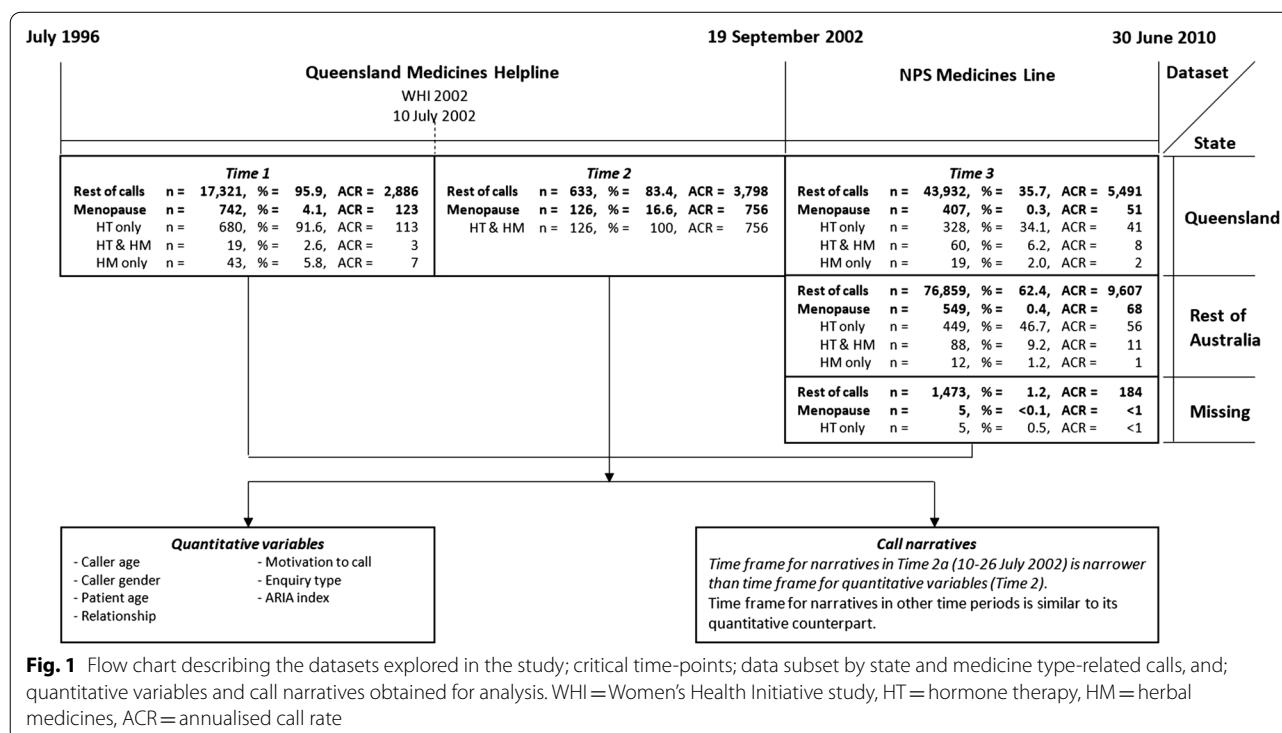 July 1996 19 September 2002 30 June 2010
Queensland Medicines Helpline NPS Medicines Line Dataset
WHI 2002
10 July 2002
State
Time 1
Rest of calls n = 17,321, % = 95.9, ACR = 2,886
Menopause n = 742, % = 4.1, ACR = 123
HT only n = 680, % = 91.6, ACR = 113
HT & HM n = 19, % = 2.6, ACR = 3
HM only n = 43, % = 5.8, ACR = 7
Time 2
Rest of calls n = 633, % = 83.4, ACR = 3,798
Menopause n = 126, % = 16.6, ACR = 756
HT & HM n = 126, % = 100, ACR = 756
Time 3
Rest of calls n = 43,932, % = 35.7, ACR = 5,491
Menopause n = 407, % = 0.3, ACR = 51
HT only n = 328, % = 34.1, ACR = 41
HT & HM n = 60, % = 6.2, ACR = 8
HM only n = 19, % = 2.0, ACR = 2
Queensland
Rest of calls n = 76,859, % = 62.4, ACR = 9,607
Menopause n = 549, % = 0.4, ACR = 68
HT only n = 449, % = 46.7, ACR = 56
HT & HM n = 88, % = 9.2, ACR = 11
HM only n = 12, % = 1.2, ACR = 1
Rest of
Australia
Rest of calls n = 1,473, % = 1.2, ACR = 184
Menopause n = 5, % = <0.1, ACR = <1
HT only n = 5, % = 0.5, ACR = <1
Missing
Quantitative variables
- Caller age - Motivation to call
- Caller gender - Enquiry type
- Patient age - ARIA index
- Relationship
Call narratives
Time frame for narratives in Time 2a (10-26 July 2002) is narrower
than time frame for quantitative variables (Time 2).
Time frame for narratives in other time periods is similar to its
quantitative counterpart.
Fig. 1 Flow chart describing the datasets explored in the study; critical time-points; data subset by state and medicine type-related calls, and;
quantitative variables and call narratives obtained for analysis. WHI = Women's Health Initiative study, HT = hormone therapy, HM = herbal
medicines, ACR = annualised call rate